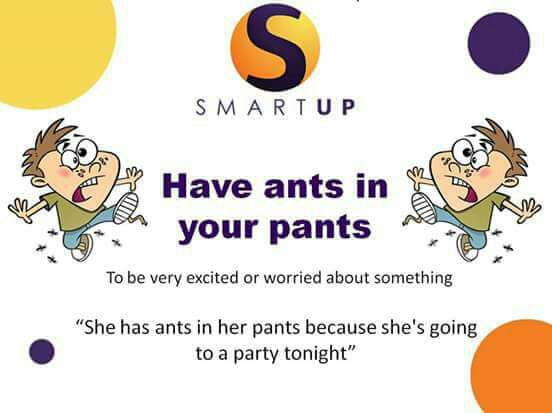 S
SMARTUP
Have ants in
your pants
To be very excited or worried about something
“She has ants in her pants because she's going
to a party tonight”